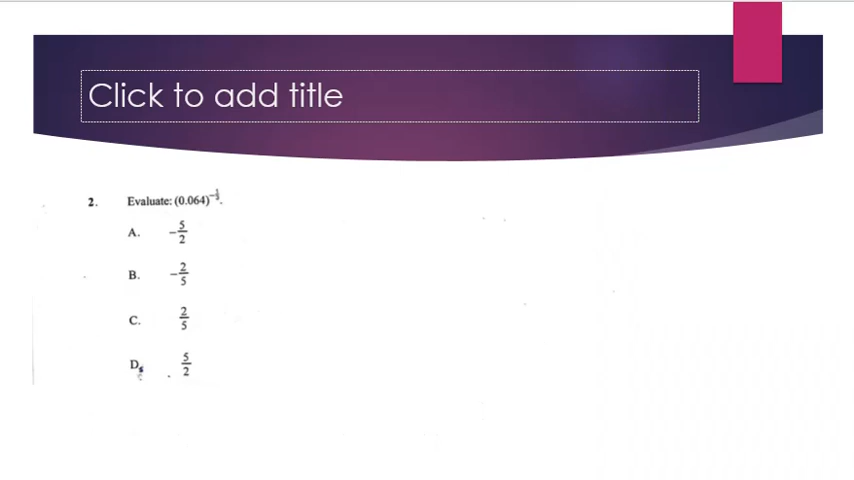 Click to add title
2. Evaluate: (0.064)^{-1/3}.
A. -5/2
B. -2/5
C. 2/5
D. 5/2